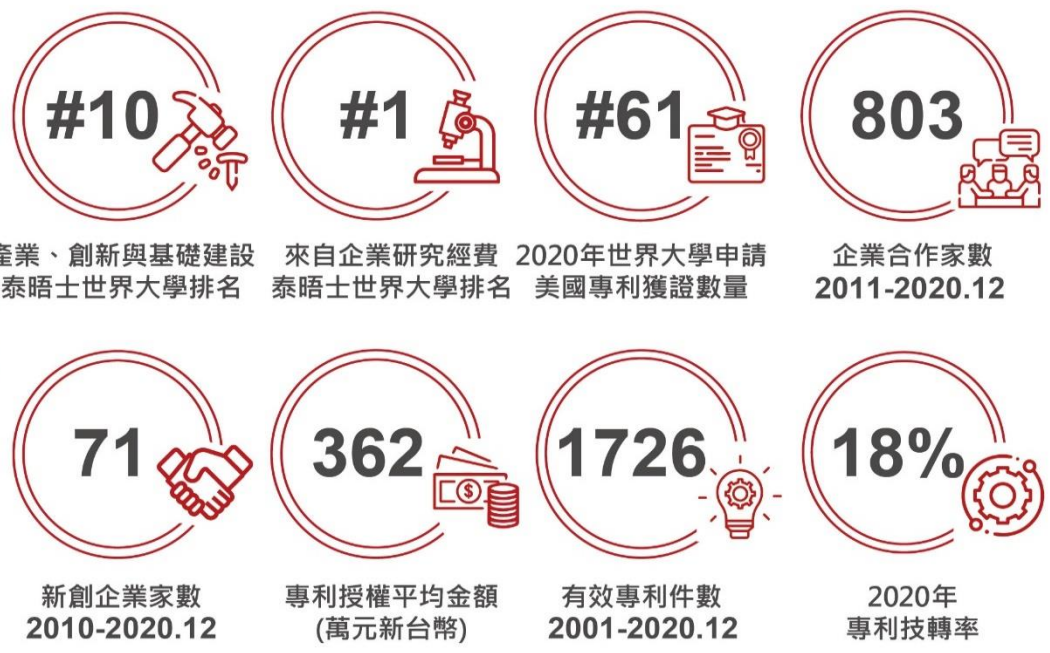 #10
產業、創新與基礎建設
泰晤士世界大學排名
#1
來自企業研究經費
泰晤士世界大學排名
#61
2020年世界大學申請
美國專利獲證數量
803
企業合作家數
2011-2020.12
71
新創企業家數
2010-2020.12
362
專利授權平均金額
(萬元新台幣)
1726
有效專利件數
2001-2020.12
18%
2020年
專利技轉率